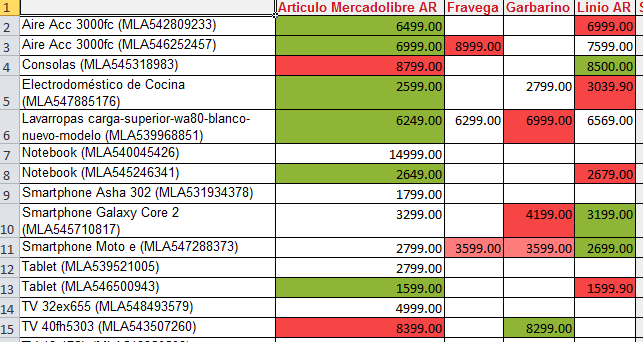 1 Articulo Mercadolibre AR Fravega Garbarino Linio AR
2 Aire Acc 3000fc (MLA542809233) 6499.00 6999.00
3 Aire Acc 3000fc (MLA546252457) 6999.00 8999.00 7599.00
4 Consolas (MLA545318983) 8799.00 8500.00
Electrodoméstico de Cocina
5 (MLA547885176) 2599.00 2799.00 3039.90
Lavarropas carga-superior-wa80-blanco-
6 nuevo-modelo (MLA539968851) 6249.00 6299.00 6999.00 6569.00
7 Notebook (MLA540045426) 14999.00
8 Notebook (MLA545246341) 2649.00 2679.00
9 Smartphone Asha 302 (MLA531934378) 1799.00
Smartphone Galaxy Core 2
10 (MLA545710817) 3299.00 4199.00 3199.00
11 Smartphone Moto e (MLA547288373) 2799.00 3599.00 3599.00 2699.00
12 Tablet (MLA539521005) 2799.00
13 Tablet (MLA546500943) 1599.00 1599.90
14 TV 32ex655 (MLA548493579) 4999.00
15 TV 40fh5303 (MLA543507260) 8399.00 8299.00